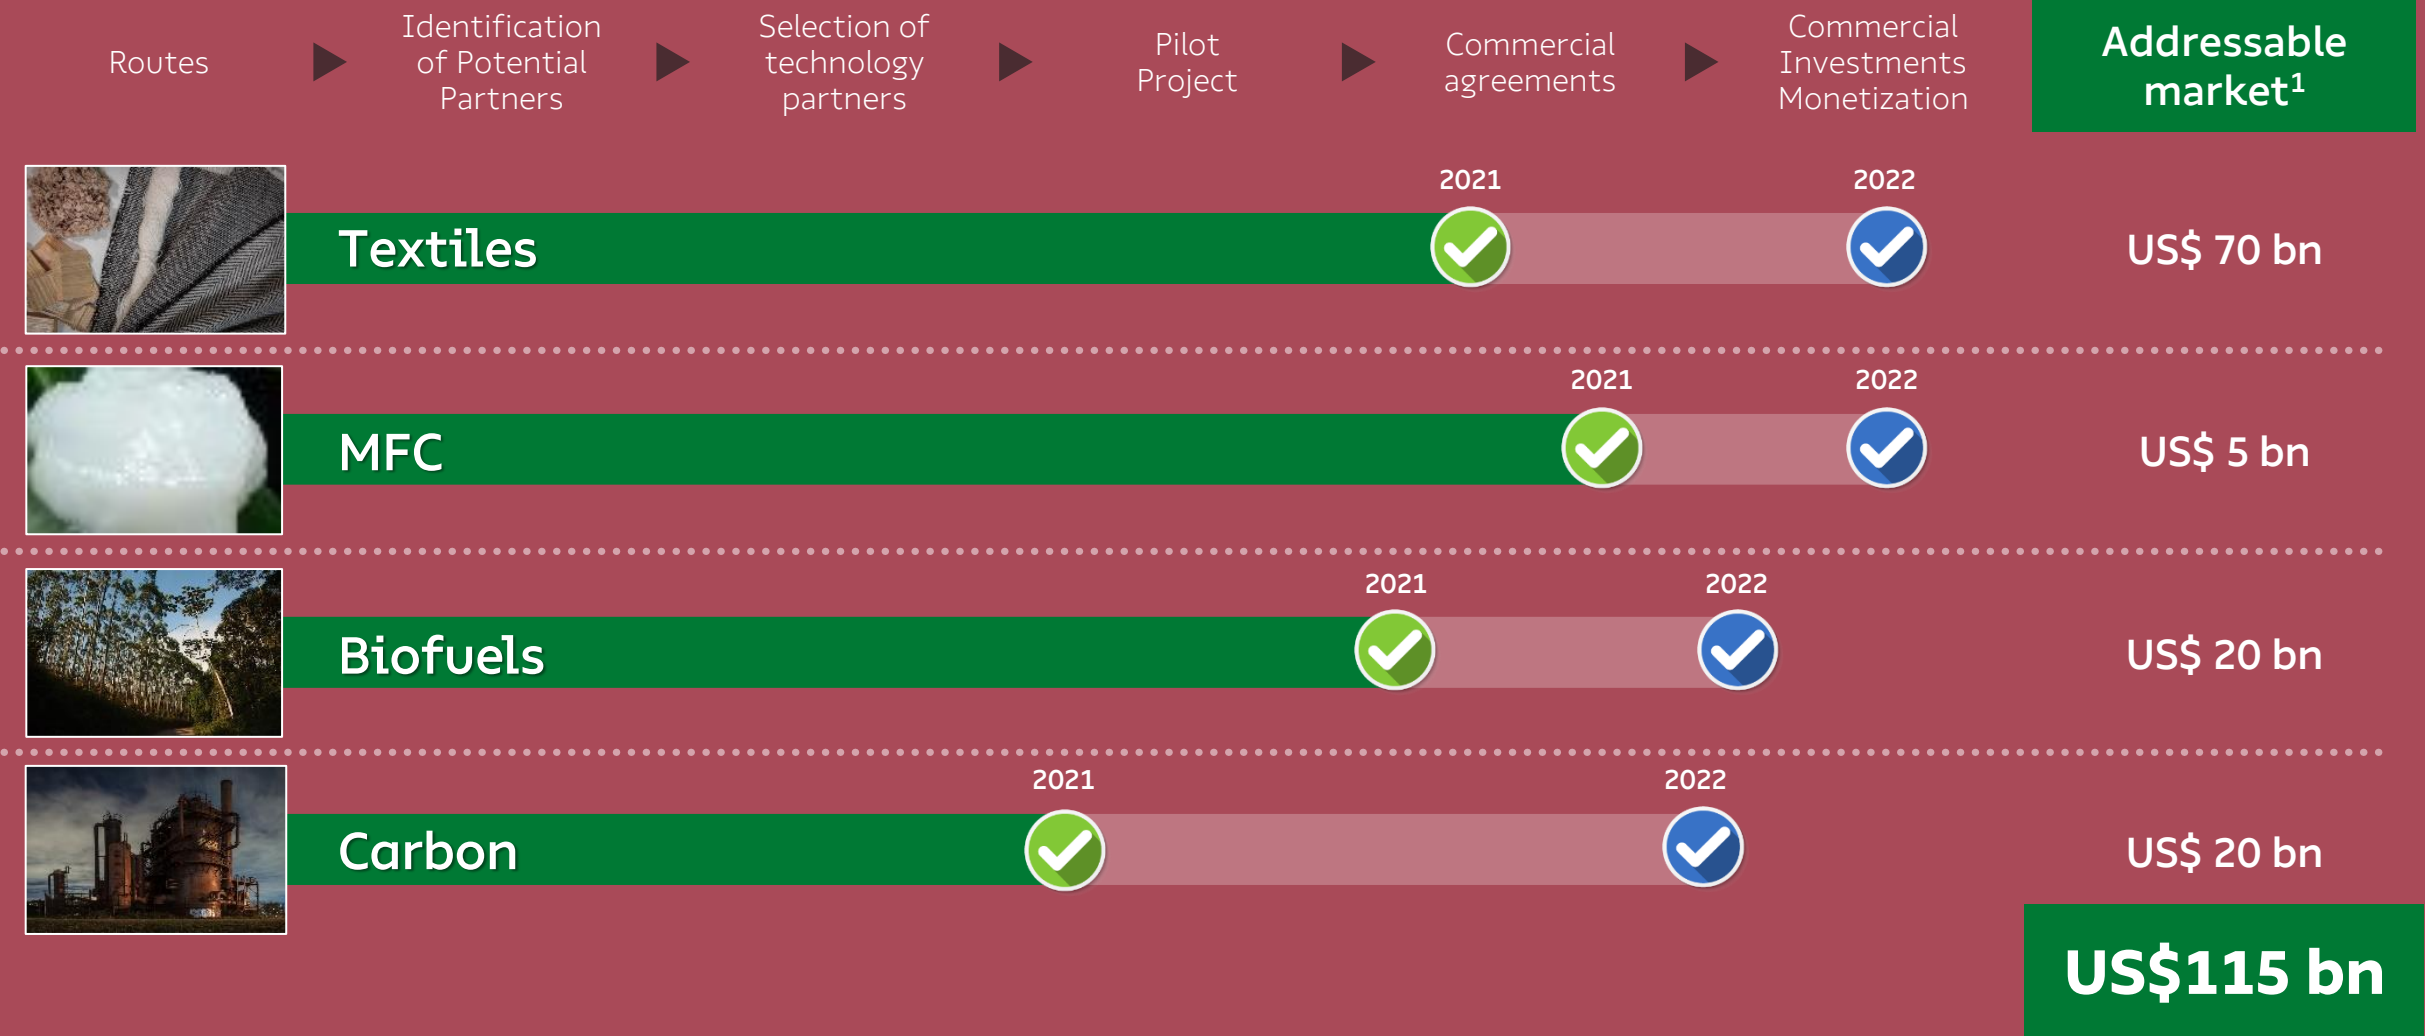 Routes
Identification
of Potential
Partners
Selection of
technology
partners
Pilot
Project
Commercial
agreements
Commercial
Investments
Monetization
Addressable
market¹
2021
2022
Textiles
US$ 70 bn
2021
2022
MFC
US$ 5 bn
2021
2022
Biofuels
US$ 20 bn
2021
2022
Carbon
US$ 20 bn
US$115 bn